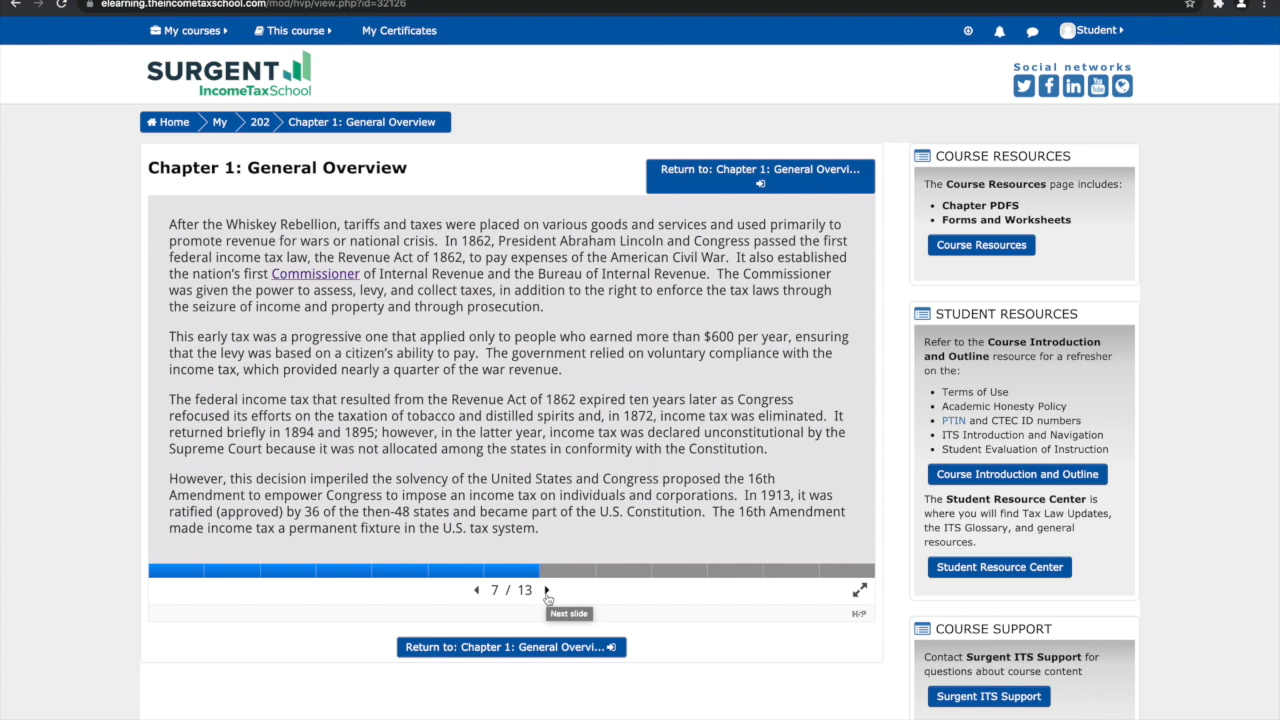 elearning.theincometaxschool.com/mod/hvp/view.php?id=32126
My courses
This course
My Certificates
Student
SURGENT
IncomeTaxSchool
Social networks
Home
My
202
Chapter 1: General Overview
Chapter 1: General Overview
Return to: Chapter 1: General Overvi...
After the Whiskey Rebellion, tariffs and taxes were placed on various goods and services and used primarily to
promote revenue for wars or national crisis. In 1862, President Abraham Lincoln and Congress passed the first
federal income tax law, the Revenue Act of 1862, to pay expenses of the American Civil War. It also established
the nation's first Commissioner of Internal Revenue and the Bureau of Internal Revenue. The Commissioner
was given the power to assess, levy, and collect taxes, in addition to the right to enforce the tax laws through
the seizure of income and property and through prosecution.
This early tax was a progressive one that applied only to people who earned more than $600 per year, ensuring
that the levy was based on a citizen's ability to pay. The government relied on voluntary compliance with the
income tax, which provided nearly a quarter of the war revenue.
The federal income tax that resulted from the Revenue Act of 1862 expired ten years later as Congress
refocused its efforts on the taxation of tobacco and distilled spirits and, in 1872, income tax was eliminated. It
returned briefly in 1894 and 1895; however, in the latter year, income tax was declared unconstitutional by the
Supreme Court because it was not allocated among the states in conformity with the Constitution.
However, this decision imperiled the solvency of the United States and Congress proposed the 16th
Amendment to empower Congress to impose an income tax on individuals and corporations. In 1913, it was
ratified (approved) by 36 of the then-48 states and became part of the U.S. Constitution. The 16th Amendment
made income tax a permanent fixture in the U.S. tax system.
7 / 13
Next slide
H-P
Return to: Chapter 1: General Overvi...
COURSE RESOURCES
The Course Resources page includes:
• Chapter PDFS
• Forms and Worksheets
Course Resources
STUDENT RESOURCES
Refer to the Course Introduction
and Outline resource for a refresher
on the:
• Terms of Use
• Academic Honesty Policy
• PTIN and CTEC ID numbers
• ITS Introduction and Navigation
• Student Evaluation of Instruction
Course Introduction and Outline
The Student Resource Center is
where you will find Tax Law Updates,
the ITS Glossary, and general
resources.
Student Resource Center
COURSE SUPPORT
Contact Surgent ITS Support for
questions about course content
Surgent ITS Support